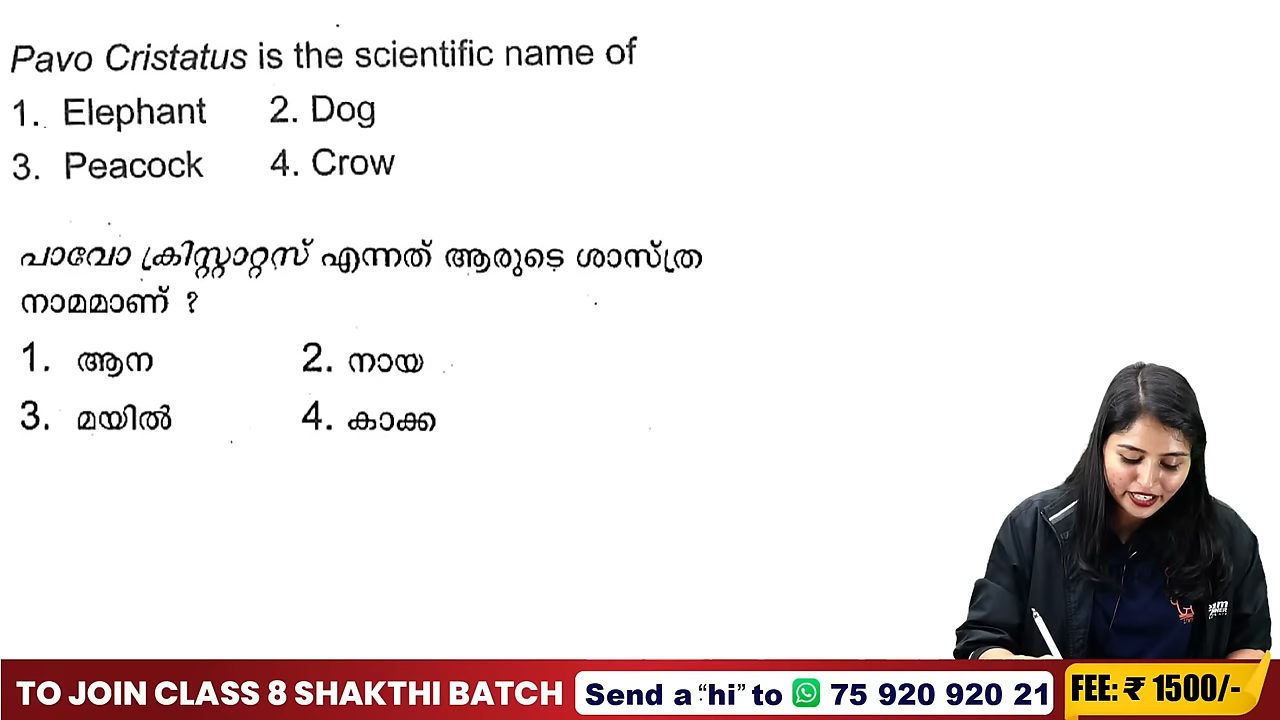 Pavo Cristatus is the scientific name of
1. Elephant 2. Dog
3. Peacock 4. Crow
പാവോ ക്രിസ്റ്റാറ്റസ് എന്നത് ആരുടെ ശാസ്ത്ര
നാമമാണ് ?
1. ആന 2. നായ
3. മയിൽ 4. കാക്ക
TO JOIN CLASS 8 SHAKTHI BATCH Send a “hi” to 75 920 920 21 FEE: ₹ 1500/-